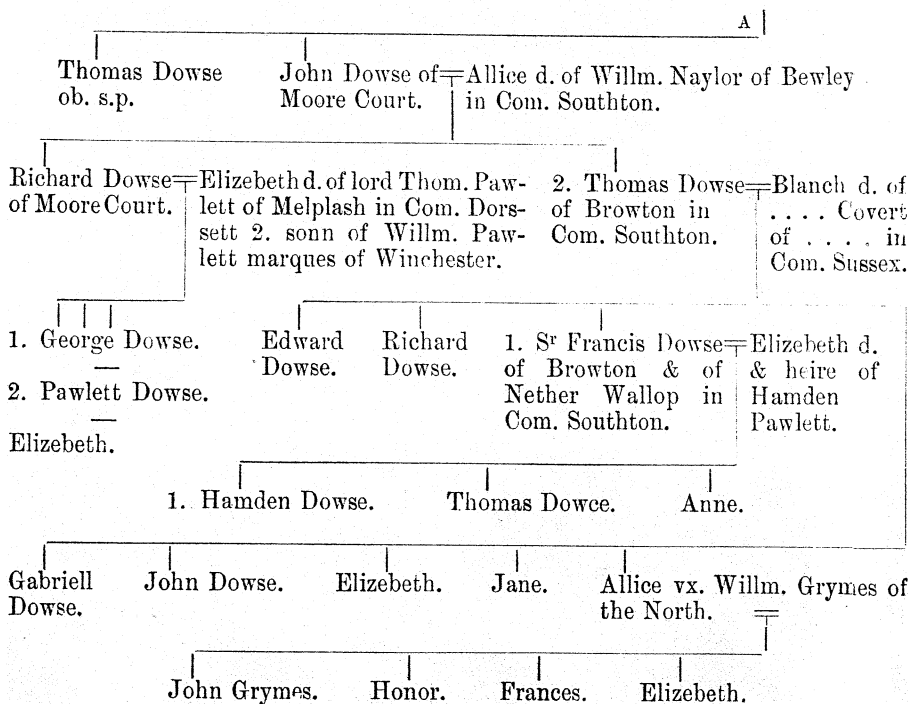 A
Thomas Dowse
ob. s.p.
John Dowse of
Moore Court.
Allice d. of Willm. Naylor of Bewley
in Com. Southton.
Richard Dowse
of Moore Court.
Elizebeth d. of lord Thom. Paw-
lett of Melplash in Com. Dors-
sett 2. sonn of Willm. Paw-
lett marques of Winchester.
2. Thomas Dowse
of Browton in
Com. Southton.
Blanch d. of
. . . . Covert
of . . . . in
Com. Sussex.
1. George Dowse.
2. Pawlett Dowse.
Elizebeth.
Edward
Dowse.
Richard
Dowse.
1. Sr Francis Dowse
of Browton & of
Nether Wallop in
Com. Southton.
Elizebeth d.
& heire of
Hamden
Pawlett.
1. Hamden Dowse.
Thomas Dowce.
Anne.
Gabriell
Dowse.
John Dowse.
Elizebeth.
Jane.
Allice vx. Willm. Grymes of
the North.
John Grymes.
Honor.
Frances.
Elizebeth.